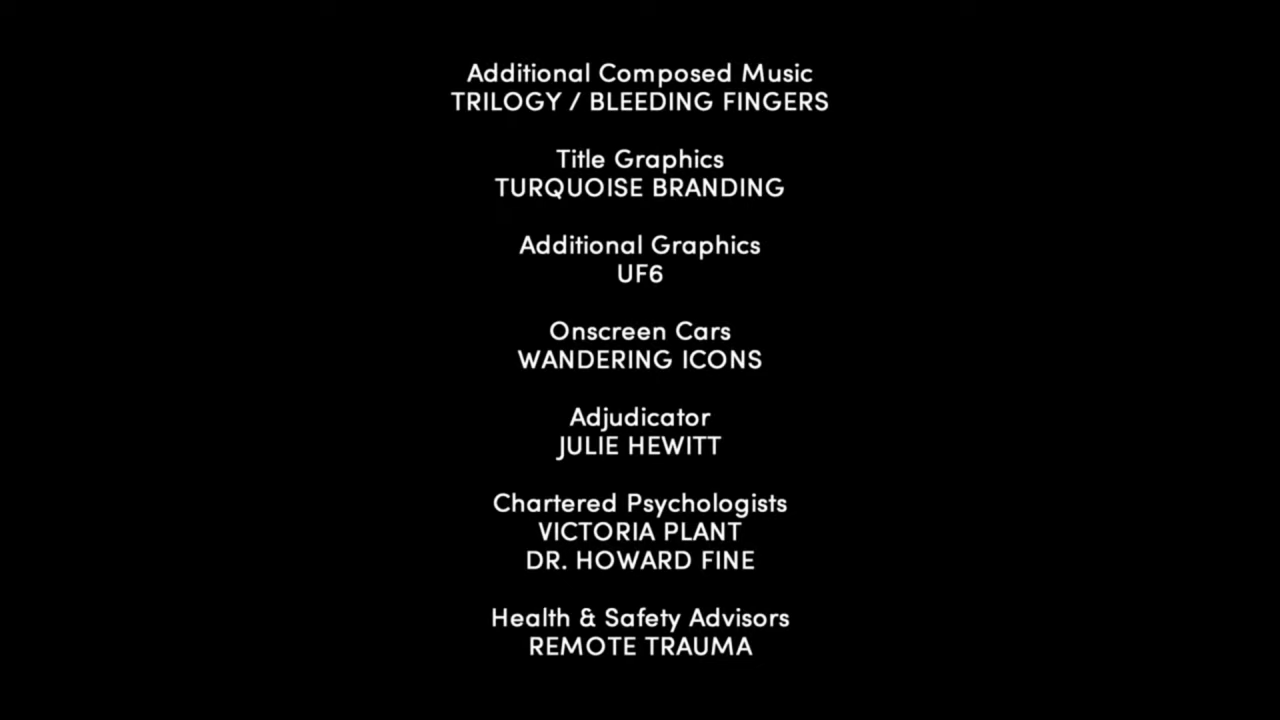 Additional Composed Music
TRILOGY / BLEEDING FINGERS
Title Graphics
TURQUOISE BRANDING
Additional Graphics
UF6
Onscreen Cars
WANDERING ICONS
Adjudicator
JULIE HEWITT
Chartered Psychologists
VICTORIA PLANT
DR. HOWARD FINE
Health & Safety Advisors
REMOTE TRAUMA